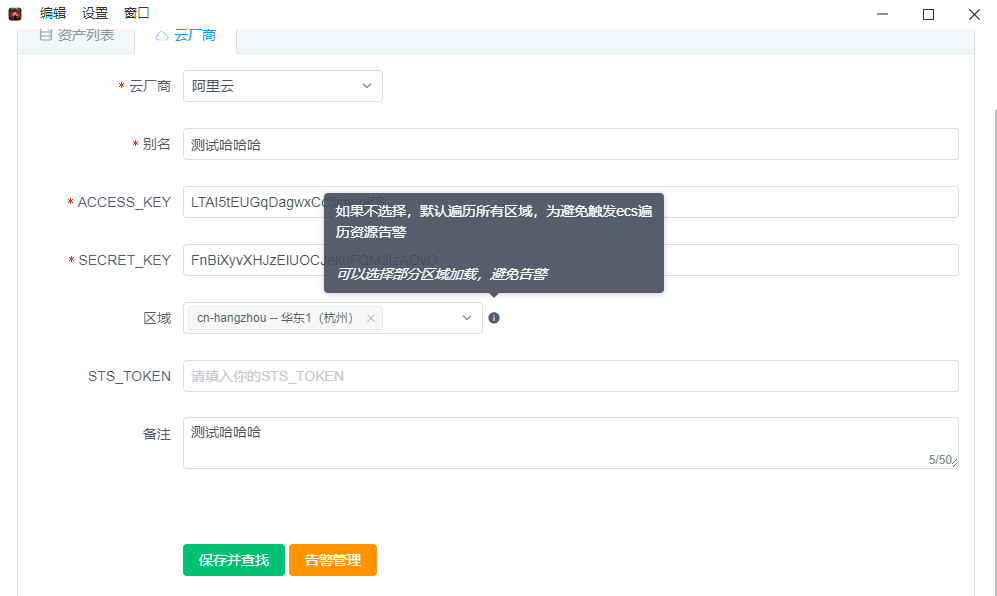 编辑 设置 窗口
资产列表 云厂商
* 云厂商 阿里云
* 别名 测试哈哈哈
* ACCESS_KEY LTAI5tEUGqDagwxCc
如果不选择，默认遍历所有区域，为避免触发ecs遍
历资源告警
* SECRET_KEY FnBiXyvXHJzEIUOCJekuFQM3IzAQvO
可以选择部分区域加载，避免告警
区域 cn-hangzhou -- 华东1（杭州）
STS_TOKEN 请填入你的STS_TOKEN
备注 测试哈哈哈
5/50
保存并查找 告警管理